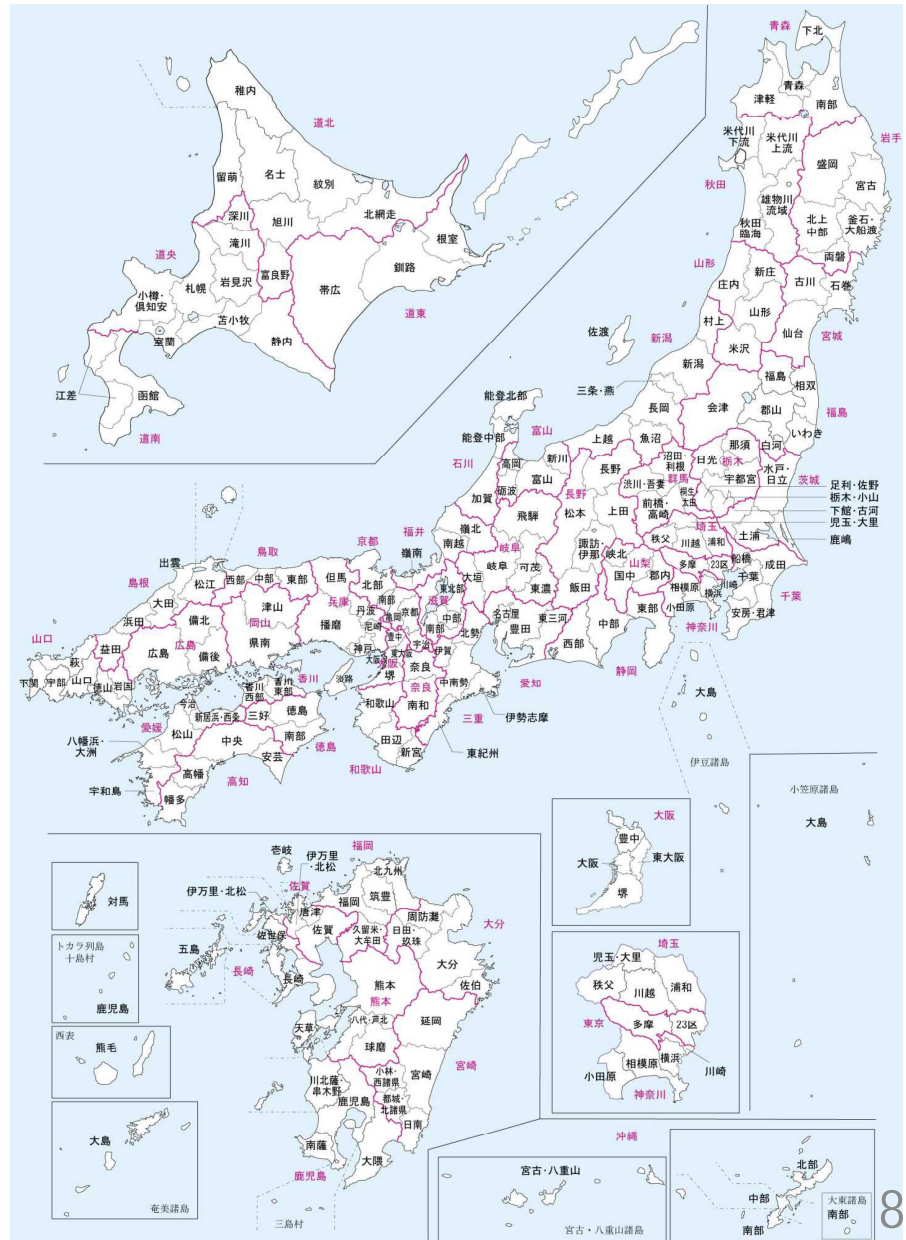 青森
下北
青森
津軽
南部
米代川
下流
米代川
上流
岩手
盛岡
宮古
秋田
雄物川
流域
秋田
臨海
北上
中部
釜石・
大船渡
両磐
山形
新庄
庄内
古川
石巻
村上
山形
仙台
宮城
米沢
佐渡
新潟
新潟
三条・燕
福島
相双
会津
長岡
郡山
福島
いわき
白河
魚沼
上越
稚内
道北
留萌
名士
紋別
北網走
深川
旭川
根室
道央
滝川
釧路
富良野
帯広
岩見沢
札幌
小樽・
倶知安
道東
苫小牧
静内
室蘭
江差
函館
道南
能登北部
能登中部
富山
石川
高岡
新川
砺波
富山
加賀
長野
長野
上田
松本
飛騨
沼田・
利根
日光
那須
栃木
宇都宮
水戸・
日立
茨城
渋川・吾妻
群馬
桐生
太田
前橋・
高崎
足利・佐野
栃木・小山
下館・古河
児玉・大里
鹿嶋
埼玉
秩父
川越
浦和
土浦
福井
嶺北
嶺南
南越
岐阜
岐阜
可茂
大垣
東濃
諏訪・
伊那
飯田
峡北
山梨
国中
郡内
多摩
23区
船橋
成田
千葉
川崎
相模原
横浜
小田原
神奈川
千葉
安房・君津
東部
中部
西部
静岡
名古屋
豊田
東三河
愛知
京都
北部
南部
亀岡
京都
宇治
滋賀
東北部
中部
南部
北勢
伊賀
中南勢
伊勢志摩
三重
東紀州
鳥取
西部
中部
東部
兵庫
但馬
丹波
播磨
尼崎
神戸
淡路
豊中
大阪
東大阪
大阪
堺
奈良
奈良
南和
和歌山
田辺
新宮
和歌山
出雲
島根
松江
大田
浜田
益田
岡山
津山
県南
広島
備北
広島
備後
山口
萩
下関
宇部
山口
徳山
岩国
香川
香川
西部
香川
東部
徳島
三好
南部
徳島
今治
新居浜・西条
愛媛
松山
八幡浜・
大洲
宇和島
中央
安芸
高幡
幡多
高知
大島
伊豆諸島
小笠原諸島
大島
大阪
豊中
大阪
東大阪
堺
埼玉
児玉・大里
秩父
川越
浦和
東京
多摩
23区
相模原
横浜
川崎
小田原
神奈川
壱岐
伊万里
・北松
福岡
北九州
伊万里・北松
佐賀
唐津
福岡
筑豊
周防灘
大分
佐世保
佐賀
久留米・
大牟田
日田・
玖珠
五島
長崎
長崎
大分
佐伯
熊本
熊本
延岡
天草
八代・芦北
球磨
宮崎
小林・
西諸県
宮崎
川北薩・
串木野
鹿児島
都城・
北諸県
日南
南薩
大隈
鹿児島
三島村
対馬
トカラ列島
十島村
鹿児島
西表
熊毛
大島
奄美諸島
沖縄
宮古・八重山
宮古・八重山諸島
北部
中部
南部
大東諸島
南部
8